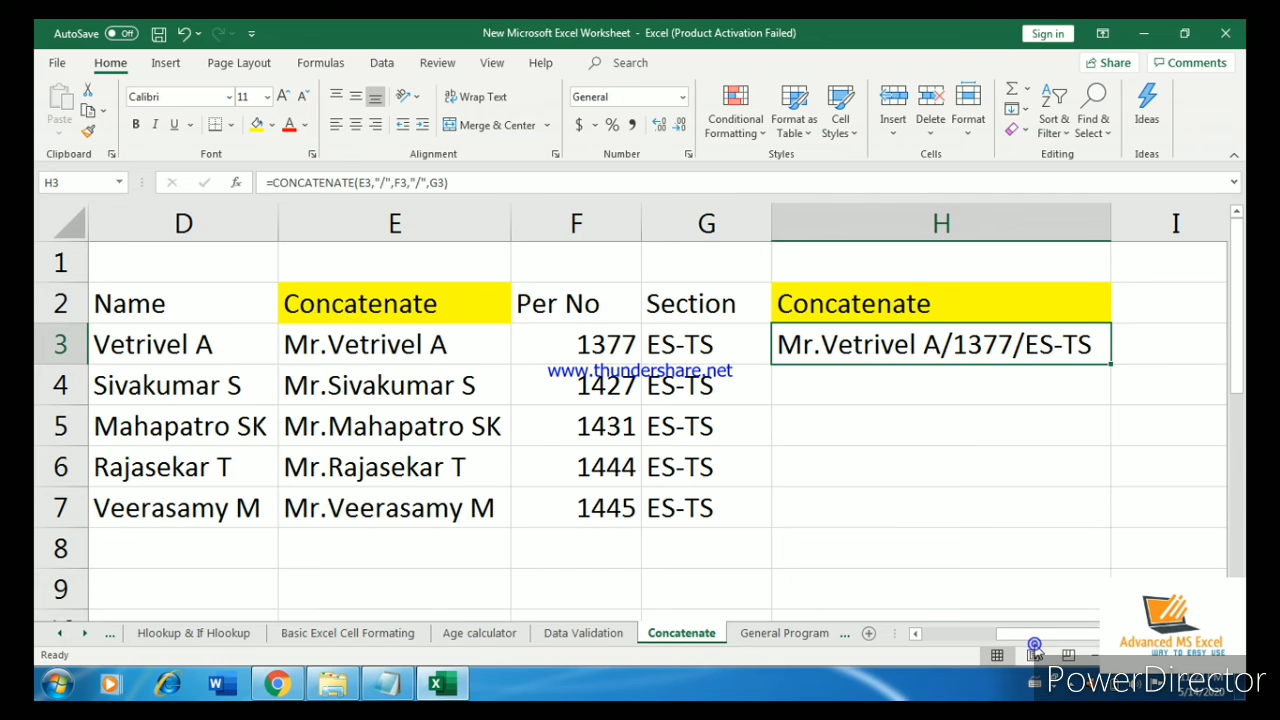 AutoSave Off New Microsoft Excel Worksheet - Excel (Product Activation Failed) Sign in
File Home Insert Page Layout Formulas Data Review View Help Search Share Comments
Paste Calibri 11 Wrap Text General Conditional Formatting Format as Table Cell Styles Insert Delete Format Sort & Filter Find & Select Ideas
B I U Merge & Center $ % ,
Clipboard Font Alignment Number Styles Cells Editing Ideas
H3 fx =CONCATENATE(E3,"/",F3,"/",G3)
D E F G H I
1
2 Name Concatenate Per No Section Concatenate
3 Vetrivel A Mr.Vetrivel A 1377 ES-TS Mr.Vetrivel A/1377/ES-TS
www.thundershare.net
4 Sivakumar S Mr.Sivakumar S 1427 ES-TS
5 Mahapatro SK Mr.Mahapatro SK 1431 ES-TS
6 Rajasekar T Mr.Rajasekar T 1444 ES-TS
7 Veerasamy M Mr.Veerasamy M 1445 ES-TS
8
9
... Hlookup & If Hlookup Basic Excel Cell Formating Age calculator Data Validation Concatenate General Program ...
Advanced MS Excel
WAY TO EASY USE
Ready
PowerDirector